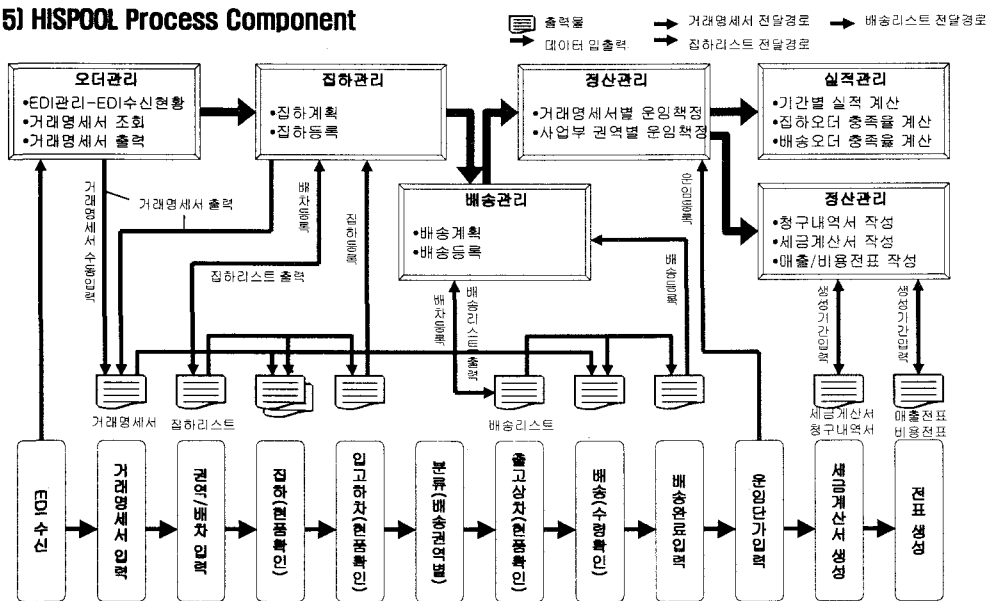 5) HISPOOL Process Component
출력물
거래명세서 전달경로
배송리스트 전달경로
데이터 입출력
집하리스트 전달경로
오더관리
•EDI관리-EDI수신현황
•거래명세서 조회
•거래명세서 출력
집하관리
•집하계획
•집하등록
정산관리
•거래명세서별 운임책정
•사업부 권역별 운임책정
실적관리
•기간별 실적 계산
•집하오더 충족율 계산
•배송오더 충족율 계산
배송관리
•배송계획
•배송등록
정산관리
•청구내역서 작성
•세금계산서 작성
•매출/비용전표 작성
거래명세서 수동입력
거래명세서 출력
배차등록
집하리스트 출력
집하등록
배차등록
배송리스트 출력
배송등록
운임등록
생성기간입력
생성기간입력
거래명세서
집하리스트
배송리스트
세금계산서
청구내역서
매출전표
비용전표
EDI 수신
거래명세서 입력
권역/배차 입력
집하(현품확인)
입고하차(현품확인)
분류(배송권역별)
출고상차(현품확인)
배송(수령확인)
배송완료입력
운임단가입력
세금계산서 생성
전표 생성